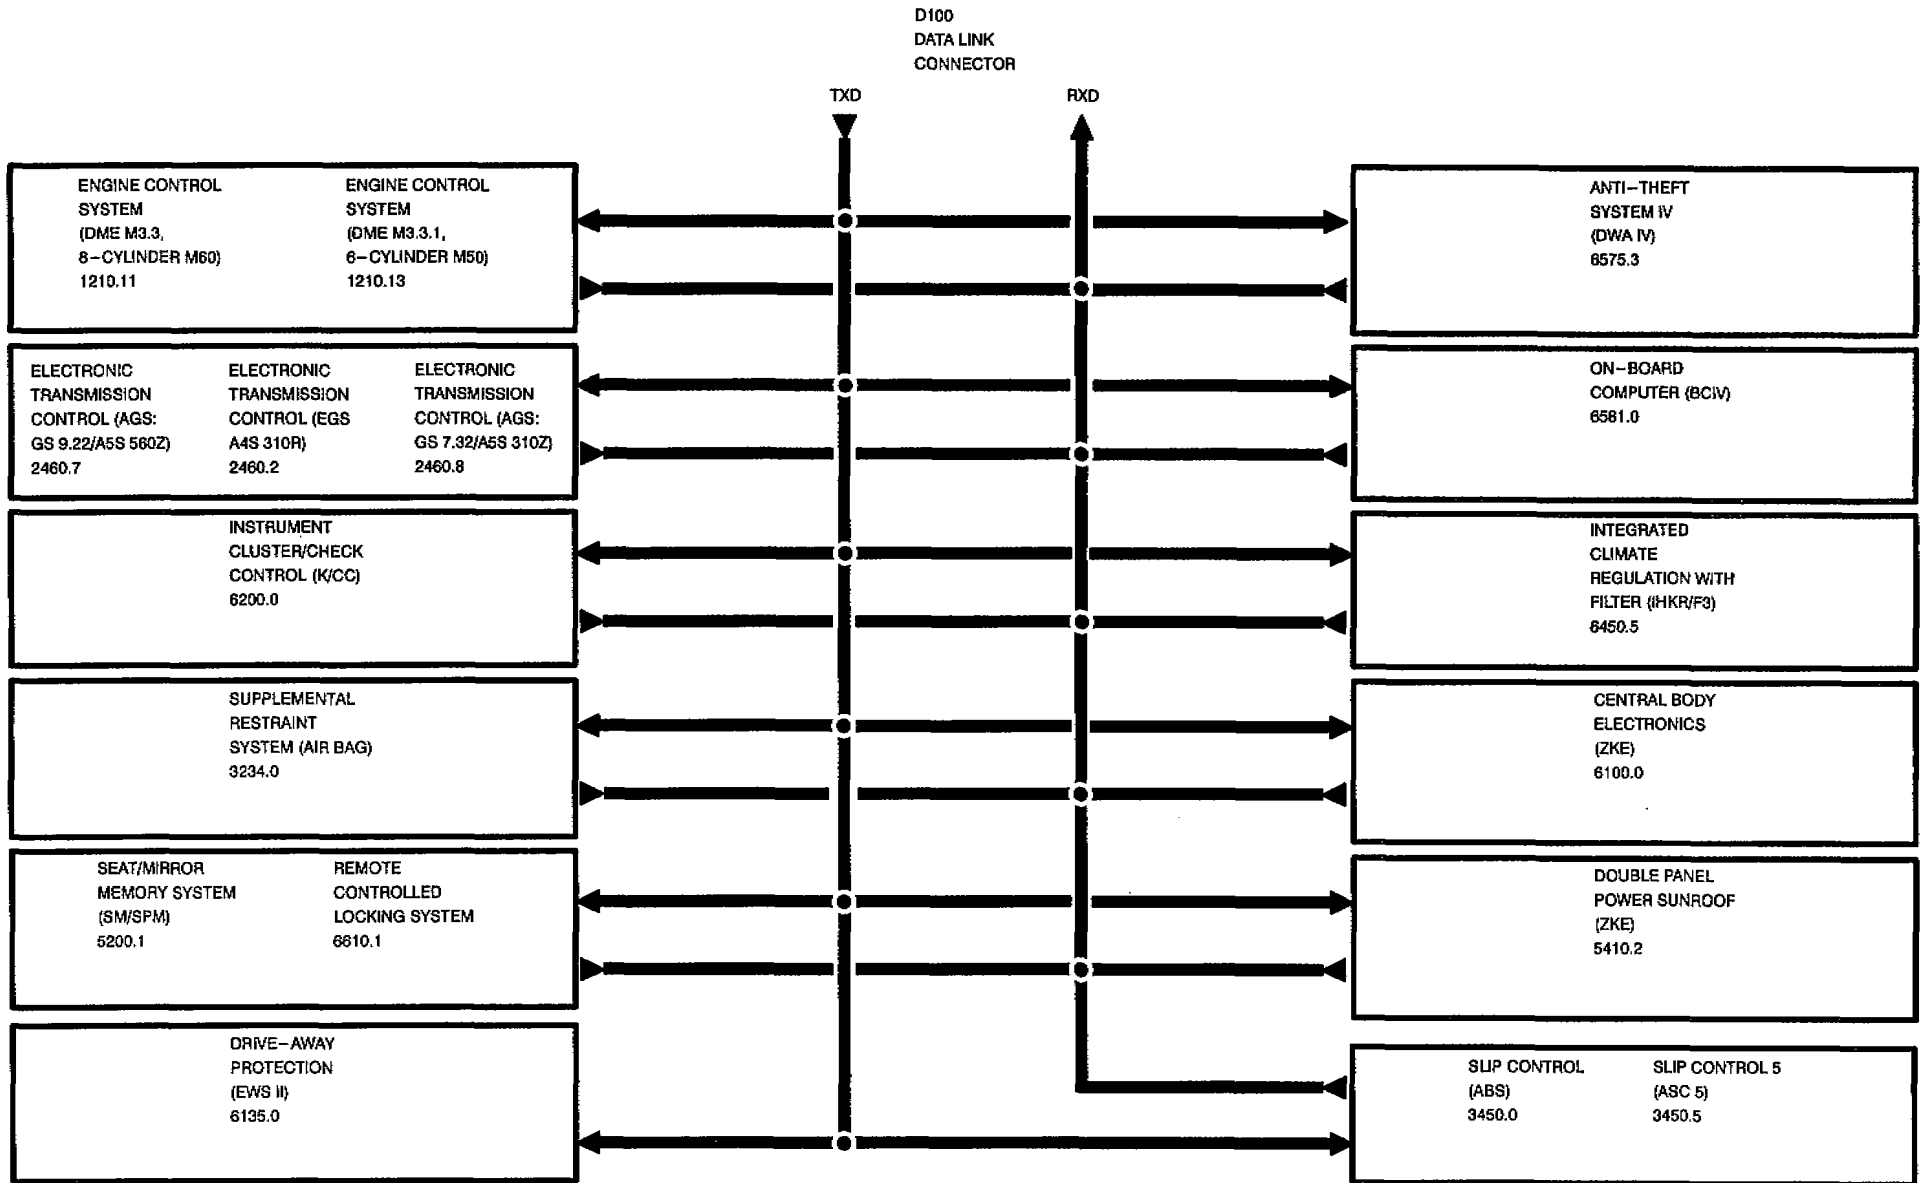 D100
DATA LINK
CONNECTOR
TXD
RXD
ENGINE CONTROL
SYSTEM
(DME M3.3,
8-CYLINDER M60)
1210.11
ENGINE CONTROL
SYSTEM
(DME M3.3.1,
6-CYLINDER M50)
1210.13
ANTI-THEFT
SYSTEM IV
(DWA IV)
6575.3
ELECTRONIC
TRANSMISSION
CONTROL (AGS:
GS 9.22/A5S 560Z)
2460.7
ELECTRONIC
TRANSMISSION
CONTROL (EGS
A4S 310R)
2460.2
ELECTRONIC
TRANSMISSION
CONTROL (AGS:
GS 7.32/A5S 310Z)
2460.8
ON-BOARD
COMPUTER (BCIV)
6581.0
INSTRUMENT
CLUSTER/CHECK
CONTROL (K/CC)
6200.0
INTEGRATED
CLIMATE
REGULATION WITH
FILTER (IHKR/F3)
6450.5
SUPPLEMENTAL
RESTRAINT
SYSTEM (AIR BAG)
3234.0
CENTRAL BODY
ELECTRONICS
(ZKE)
6100.0
SEAT/MIRROR
MEMORY SYSTEM
(SM/SPM)
5200.1
REMOTE
CONTROLLED
LOCKING SYSTEM
6610.1
DOUBLE PANEL
POWER SUNROOF
(ZKE)
5410.2
DRIVE-AWAY
PROTECTION
(EWS II)
6135.0
SLIP CONTROL
(ABS)
3450.0
SLIP CONTROL 5
(ASC 5)
3450.5